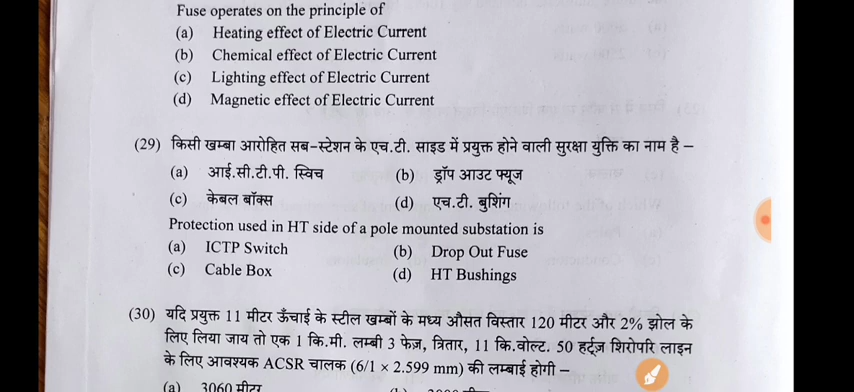 Fuse operates on the principle of
(a) Heating effect of Electric Current
(b) Chemical effect of Electric Current
(c) Lighting effect of Electric Current
(d) Magnetic effect of Electric Current
(29) किसी खम्बा आरोहित सब-स्टेशन के एच.टी. साइड में प्रयुक्त होने वाली सुरक्षा युक्ति का नाम है –
(a) आई.सी.टी.पी. स्विच (b) ड्रॉप आउट फ्यूज
(c) केबल बॉक्स (d) एच.टी. बुशिंग
Protection used in HT side of a pole mounted substation is
(a) ICTP Switch (b) Drop Out Fuse
(c) Cable Box (d) HT Bushings
(30) यदि प्रयुक्त 11 मीटर ऊँचाई के स्टील खम्बों के मध्य औसत विस्तार 120 मीटर और 2% झोल के
लिए लिया जाय तो एक 1 कि.मी. लम्बी 3 फेज़, त्रितार, 11 कि.वोल्ट. 50 हर्ट्ज़ शिरोपरि लाइन
के लिए आवश्यक ACSR चालक (6/1 × 2.599 mm) की लम्बाई होगी –
(a) 3060 मीटर